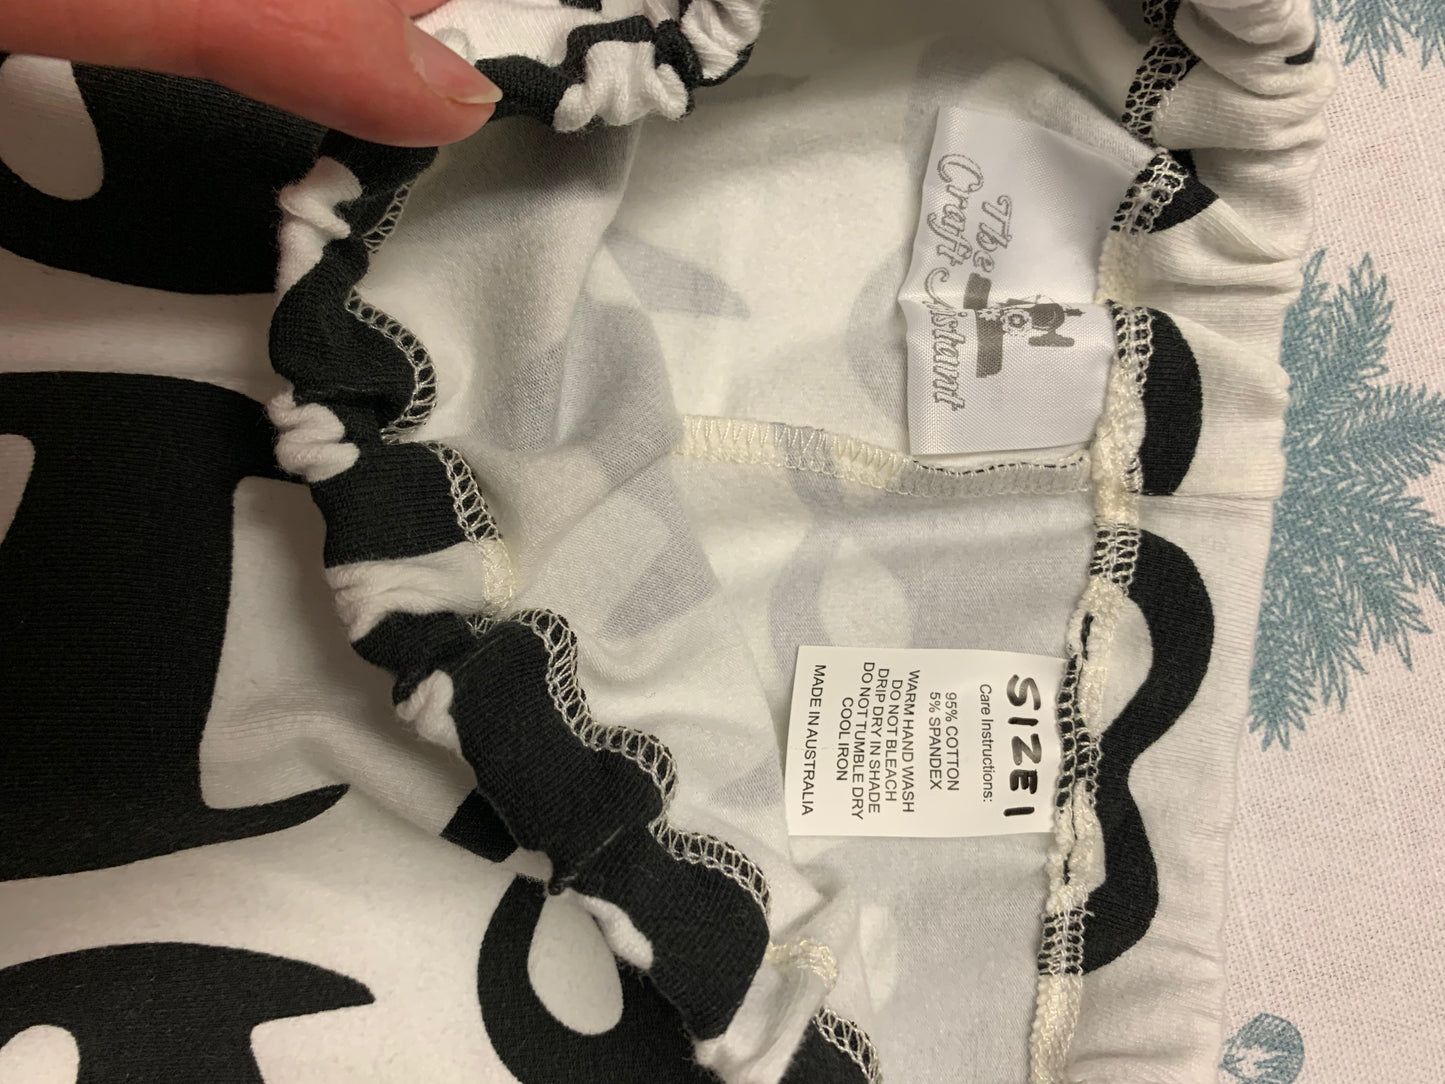 The
Craft Nistamt
SIZE 1
Care Instructions:
95% COTTON
5% SPANDEX
WARM HAND WASH
DO NOT BLEACH
DRIP DRY IN SHADE
DO NOT TUMBLE DRY
COOL IRON
MADE IN AUSTRALIA